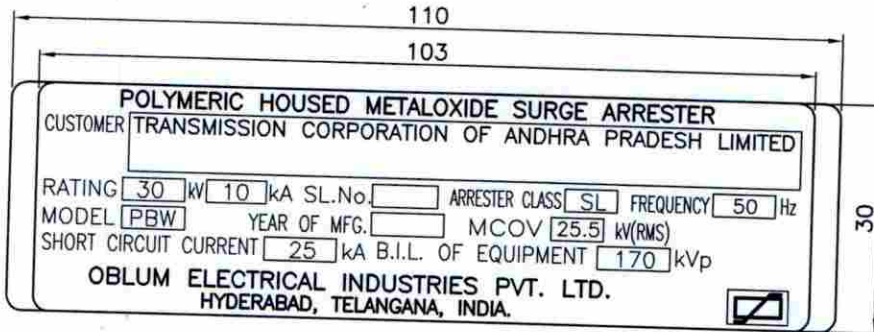 110
103
POLYMERIC HOUSED METALOXIDE SURGE ARRESTER
CUSTOMER TRANSMISSION CORPORATION OF ANDHRA PRADESH LIMITED
RATING 30 kV 10 kA SL.No. ARRESTER CLASS SL FREQUENCY 50 Hz
MODEL PBW YEAR OF MFG. MCOV 25.5 kV(RMS)
SHORT CIRCUIT CURRENT 25 kA B.I.L. OF EQUIPMENT 170 kVp
OBLUM ELECTRICAL INDUSTRIES PVT. LTD.
HYDERABAD, TELANGANA, INDIA.
30